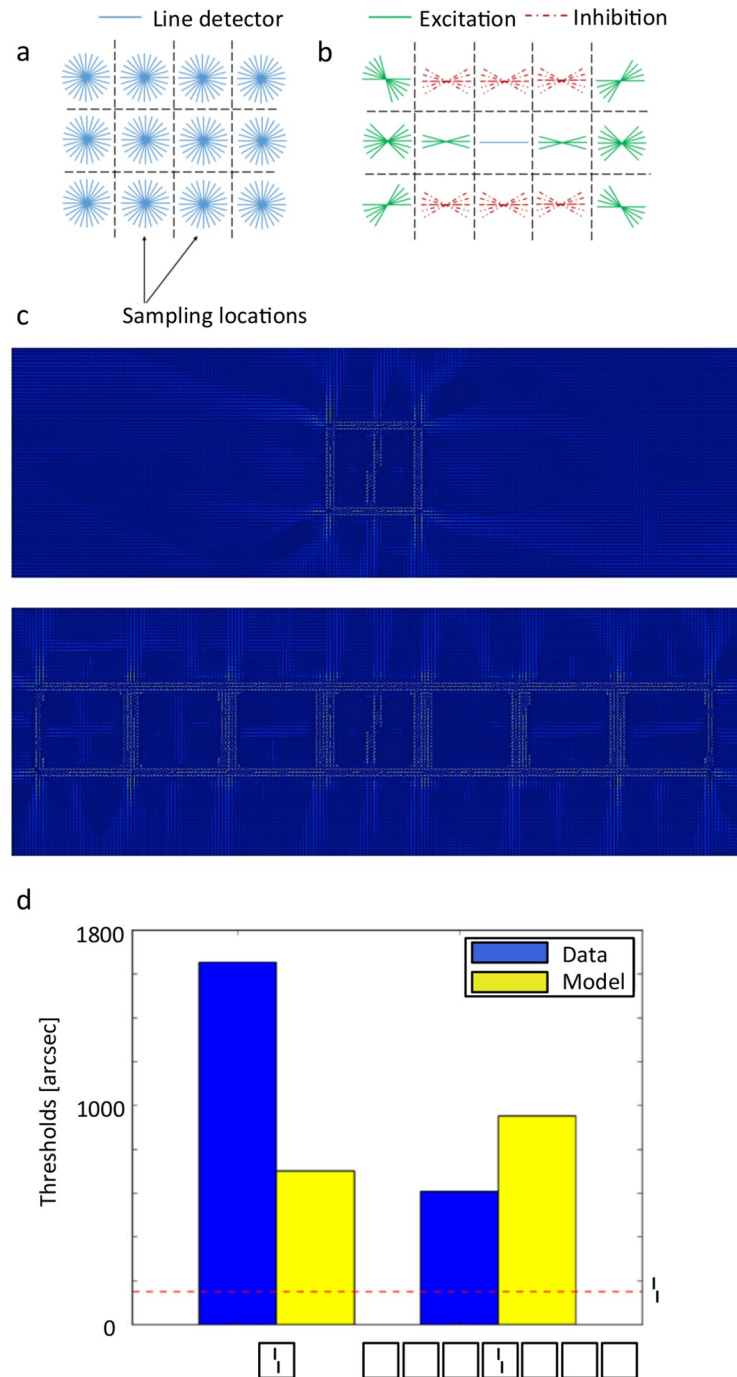 Line detector
Excitation
Inhibition
a
b
Sampling locations
c
d
1800
1000
0
Thresholds [arcsec]
Data
Model